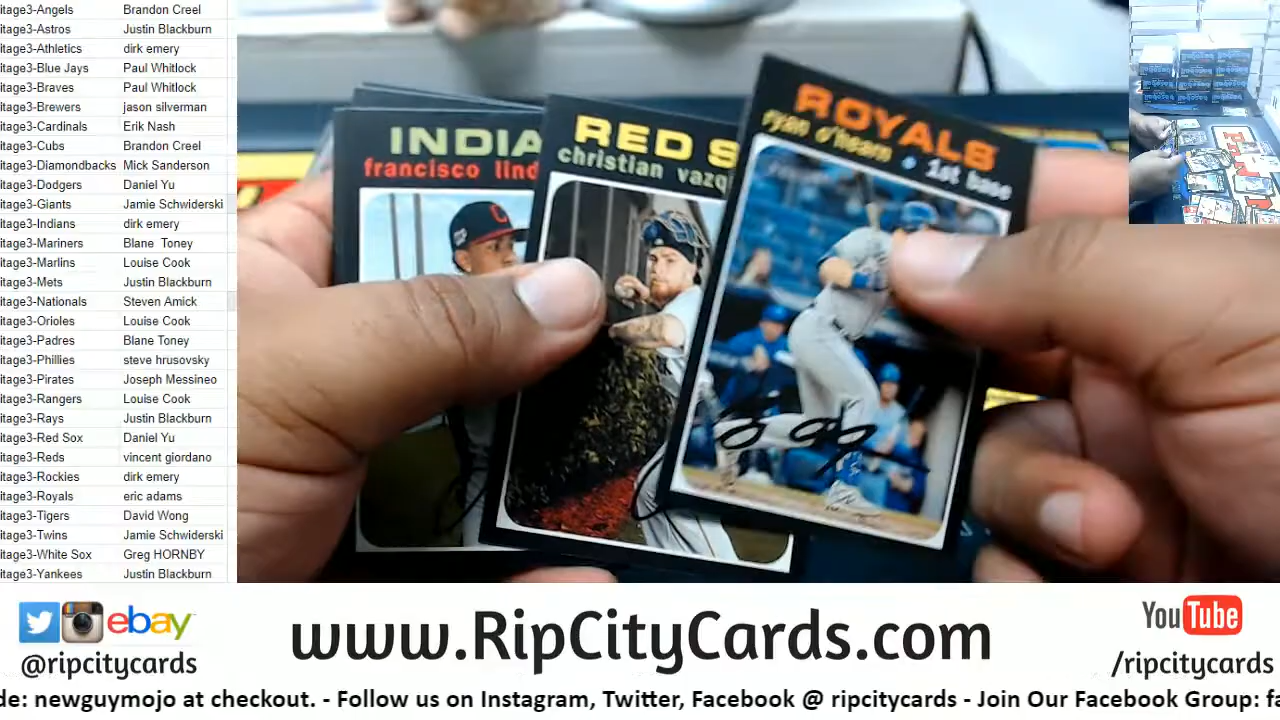 itage3-Angels Brandon Creel
itage3-Astros Justin Blackburn
itage3-Athletics dirk emery
itage3-Blue Jays Paul Whitlock
itage3-Braves Paul Whitlock
itage3-Brewers jason silverman
itage3-Cardinals Erik Nash
itage3-Cubs Brandon Creel
itage3-Diamondbacks Mick Sanderson
itage3-Dodgers Daniel Yu
itage3-Giants Jamie Schwiderski
itage3-Indians dirk emery
itage3-Mariners Blane Toney
itage3-Marlins Louise Cook
itage3-Mets Justin Blackburn
itage3-Nationals Steven Amick
itage3-Orioles Louise Cook
itage3-Padres Blane Toney
itage3-Phillies steve hrusovsky
itage3-Pirates Joseph Messineo
itage3-Rangers Louise Cook
itage3-Rays Justin Blackburn
itage3-Red Sox Daniel Yu
itage3-Reds vincent giordano
itage3-Rockies dirk emery
itage3-Royals eric adams
itage3-Tigers David Wong
itage3-Twins Jamie Schwiderski
itage3-White Sox Greg HORNBY
itage3-Yankees Justin Blackburn
INDIA
francisco lind
RED S
christian vazq
ROYALS
ryan o'hearn • 1st base
ebay
@ripcitycards
www.RipCityCards.com
YouTube
/ripcitycards
de: newguymojo at checkout. - Follow us on Instagram, Twitter, Facebook @ ripcitycards - Join Our Facebook Group: fa